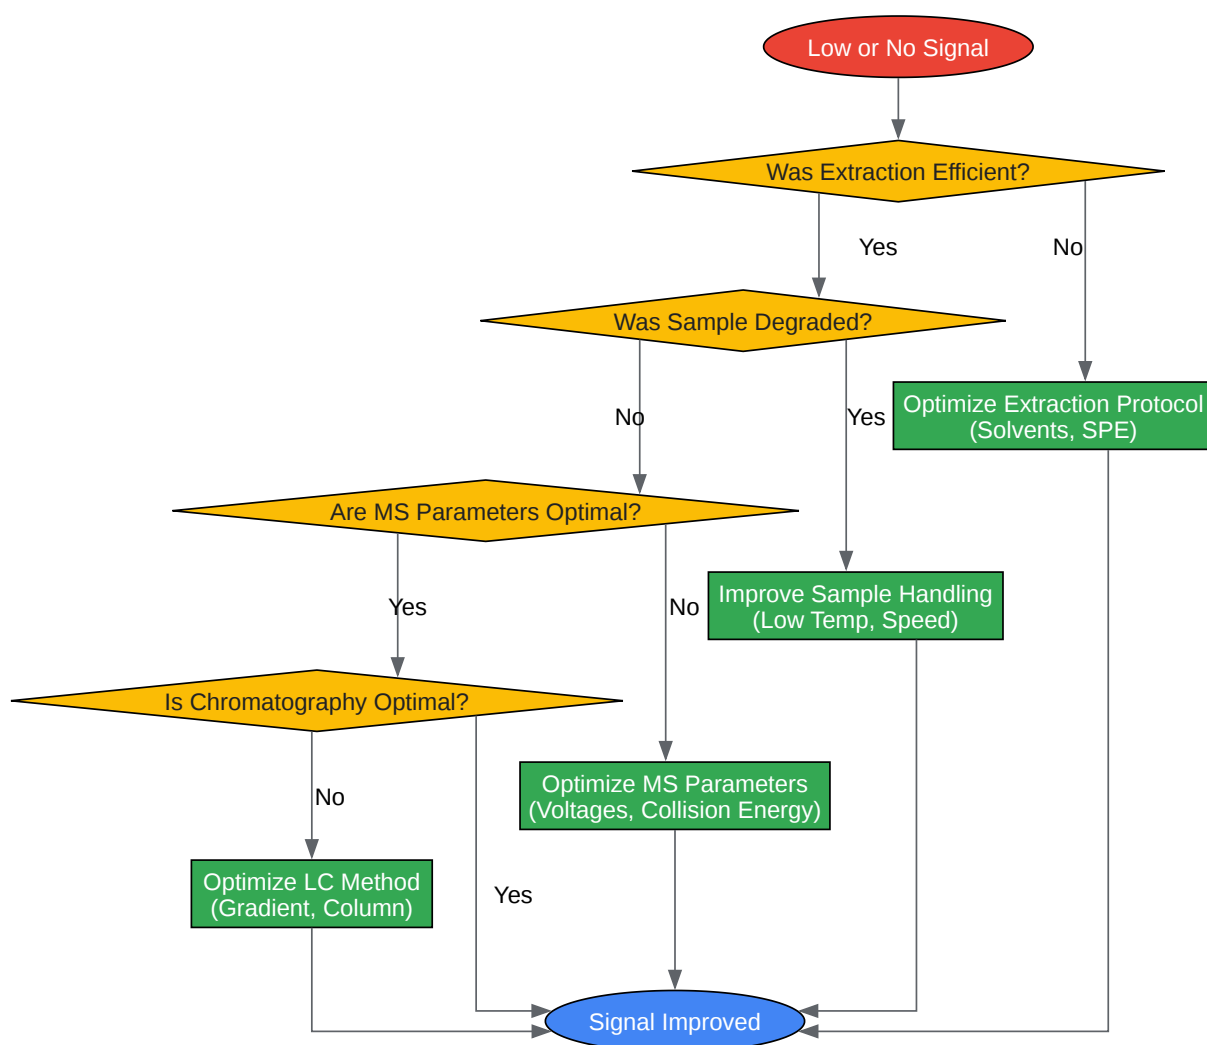 Low or No Signal
Was Extraction Efficient?
Yes
No
Was Sample Degraded?
Optimize Extraction Protocol
(Solvents, SPE)
No
Yes
Are MS Parameters Optimal?
Improve Sample Handling
(Low Temp, Speed)
Yes
No
Is Chromatography Optimal?
Optimize MS Parameters
(Voltages, Collision Energy)
No
Optimize LC Method
(Gradient, Column)
Yes
Signal Improved